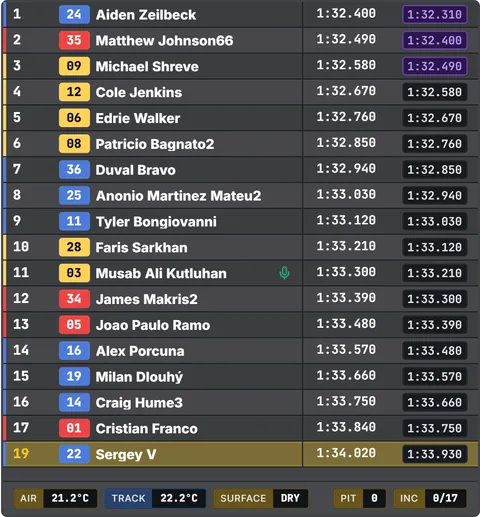 1 24 Aiden Zeilbeck 1:32.400 1:32.310
2 35 Matthew Johnson66 1:32.490 1:32.400
3 09 Michael Shreve 1:32.580 1:32.490
4 12 Cole Jenkins 1:32.670 1:32.580
5 06 Edrie Walker 1:32.760 1:32.670
6 08 Patricio Bagnato2 1:32.850 1:32.760
7 36 Duval Bravo 1:32.940 1:32.850
8 25 Anonio Martinez Mateu2 1:33.030 1:32.940
9 11 Tyler Bongiovanni 1:33.120 1:33.030
10 28 Faris Sarkhan 1:33.210 1:33.120
11 03 Musab Ali Kutluhan 1:33.300 1:33.210
12 34 James Makris2 1:33.390 1:33.300
13 05 Joao Paulo Ramo 1:33.480 1:33.390
14 16 Alex Porcuna 1:33.570 1:33.480
15 19 Milan Dlouhý 1:33.660 1:33.570
16 14 Craig Hume3 1:33.750 1:33.660
17 01 Cristian Franco 1:33.840 1:33.750
19 22 Sergey V 1:34.020 1:33.930
AIR 21.2°C TRACK 22.2°C SURFACE DRY PIT 0 INC 0/17